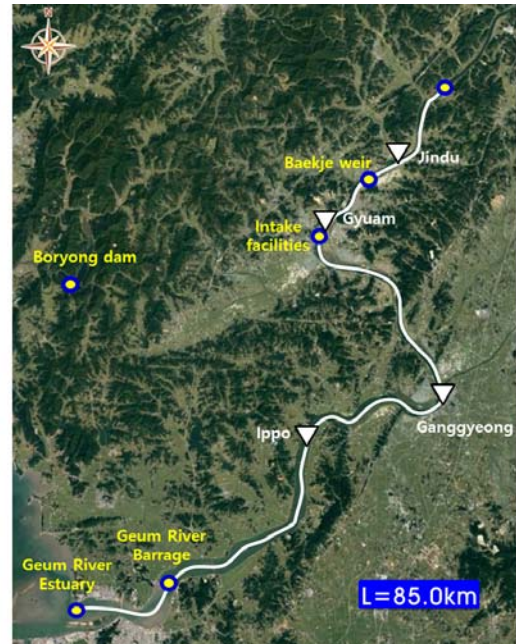 N
Jindu
Baekje weir
Gyuam
Intake
facilities
Boryong dam
Ganggyeong
Ippo
Geum River
Barrage
Geum River
Estuary
L=85.0km